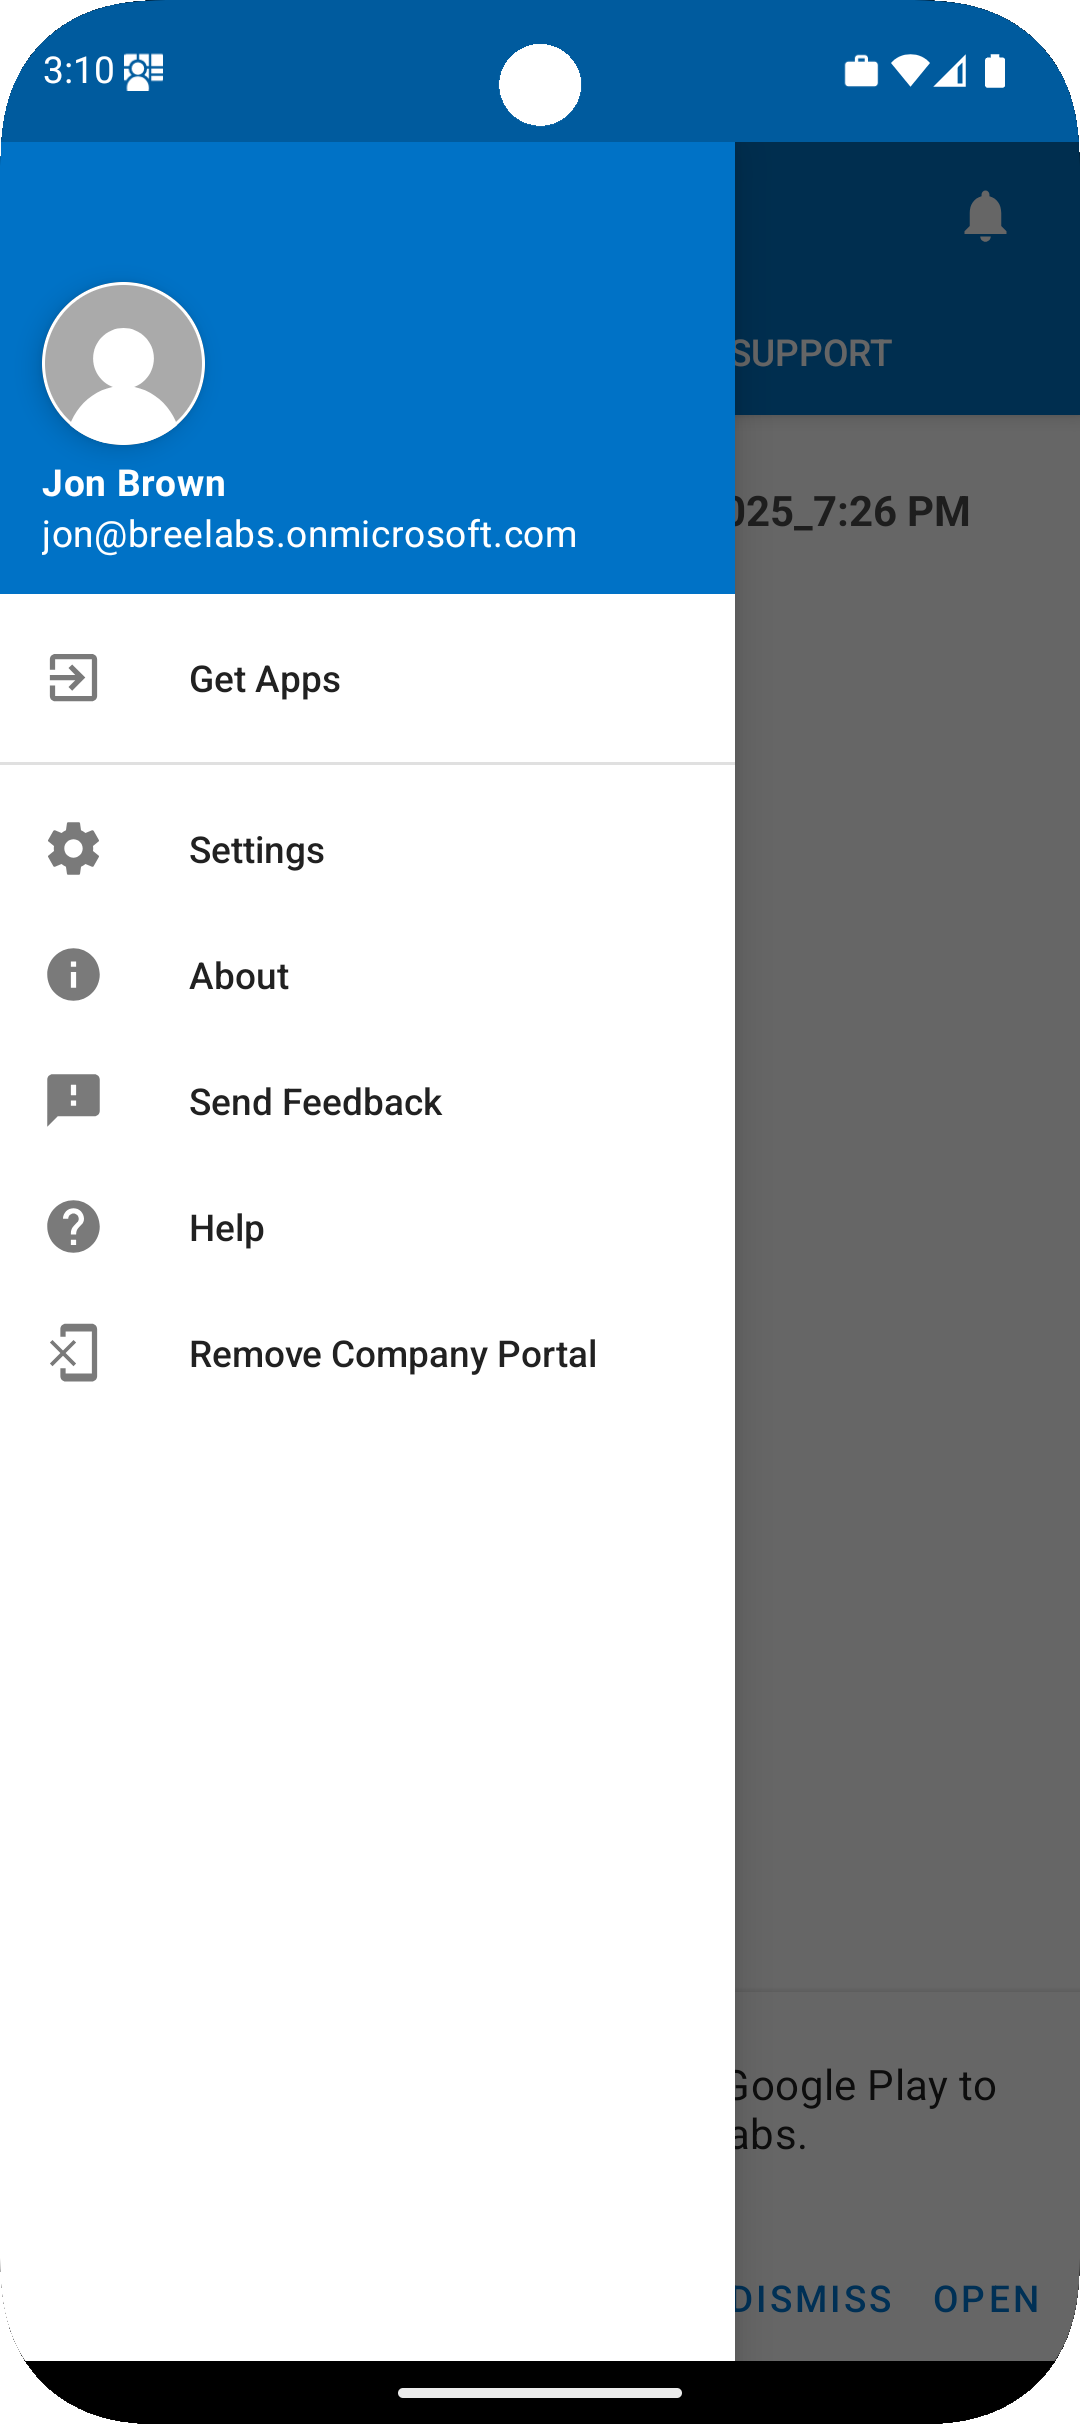 3:10
SUPPORT
Jon Brown
jon@breelabs.onmicrosoft.com
025_7:26 PM
Get Apps
Settings
About
Send Feedback
Help
Remove Company Portal
Google Play to
abs.
DISMISS OPEN